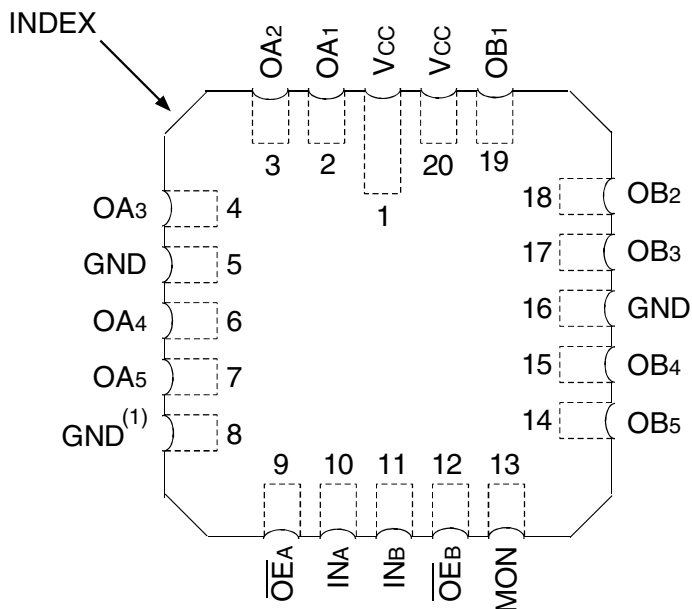 INDEX
OA2
OA1
VCC
VCC
OB1
3
2
1
20
19
OA3
4
GND
5
OA4
6
OA5
7
GND(1)
8
18
OB2
17
OB3
16
GND
15
OB4
14
OB5
9
10
11
12
13
OEA
INA
INB
OEB
MON